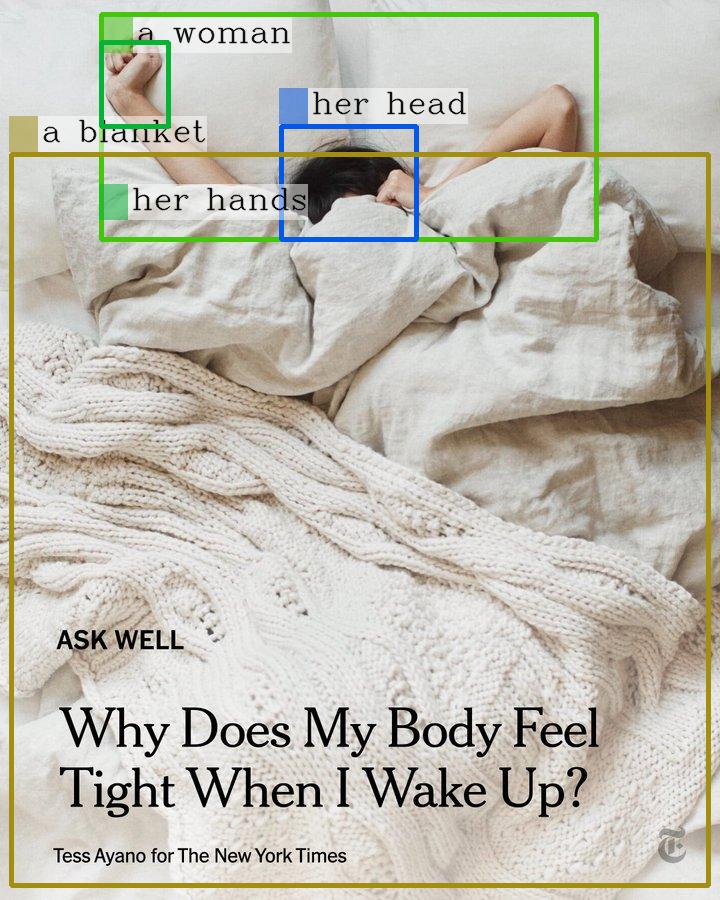 a woman
her head
a blanket
her hands
ASK WELL
Why Does My Body Feel
Tight When I Wake Up?
Tess Ayano for The New York Times
T